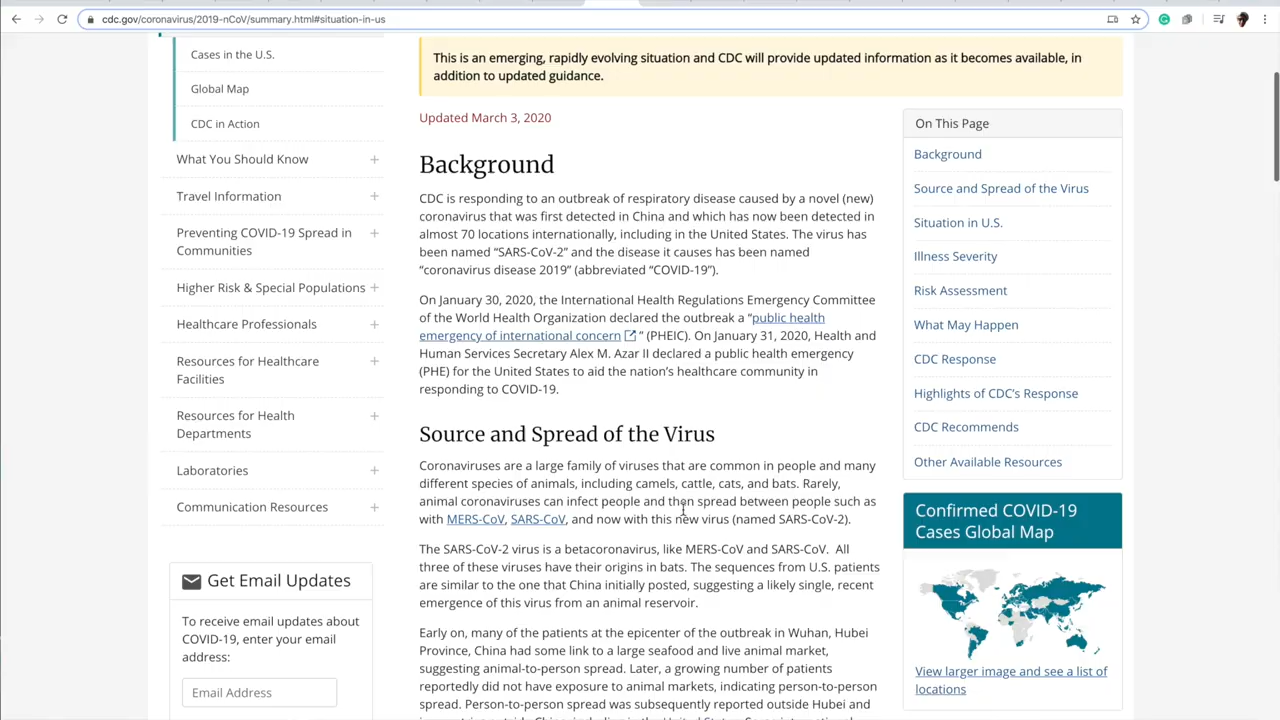 cdc.gov/coronavirus/2019-nCoV/summary.html#situation-in-us
Cases in the U.S.
Global Map
CDC in Action
What You Should Know
Travel Information
Preventing COVID-19 Spread in
Communities
Higher Risk & Special Populations
Healthcare Professionals
Resources for Healthcare
Facilities
Resources for Health
Departments
Laboratories
Communication Resources
Get Email Updates
To receive email updates about
COVID-19, enter your email
address:
Email Address
This is an emerging, rapidly evolving situation and CDC will provide updated information as it becomes available, in
addition to updated guidance.
Updated March 3, 2020
Background
CDC is responding to an outbreak of respiratory disease caused by a novel (new)
coronavirus that was first detected in China and which has now been detected in
almost 70 locations internationally, including in the United States. The virus has
been named “SARS-CoV-2” and the disease it causes has been named
“coronavirus disease 2019” (abbreviated “COVID-19”).
On January 30, 2020, the International Health Regulations Emergency Committee
of the World Health Organization declared the outbreak a “public health
emergency of international concern ” (PHEIC). On January 31, 2020, Health and
Human Services Secretary Alex M. Azar II declared a public health emergency
(PHE) for the United States to aid the nation’s healthcare community in
responding to COVID-19.
Source and Spread of the Virus
Coronaviruses are a large family of viruses that are common in people and many
different species of animals, including camels, cattle, cats, and bats. Rarely,
animal coronaviruses can infect people and then spread between people such as
with MERS-CoV, SARS-CoV, and now with this new virus (named SARS-CoV-2).
The SARS-CoV-2 virus is a betacoronavirus, like MERS-CoV and SARS-CoV. All
three of these viruses have their origins in bats. The sequences from U.S. patients
are similar to the one that China initially posted, suggesting a likely single, recent
emergence of this virus from an animal reservoir.
Early on, many of the patients at the epicenter of the outbreak in Wuhan, Hubei
Province, China had some link to a large seafood and live animal market,
suggesting animal-to-person spread. Later, a growing number of patients
reportedly did not have exposure to animal markets, indicating person-to-person
spread. Person-to-person spread was subsequently reported outside Hubei and
On This Page
Background
Source and Spread of the Virus
Situation in U.S.
Illness Severity
Risk Assessment
What May Happen
CDC Response
Highlights of CDC’s Response
CDC Recommends
Other Available Resources
Confirmed COVID-19
Cases Global Map
View larger image and see a list of
locations